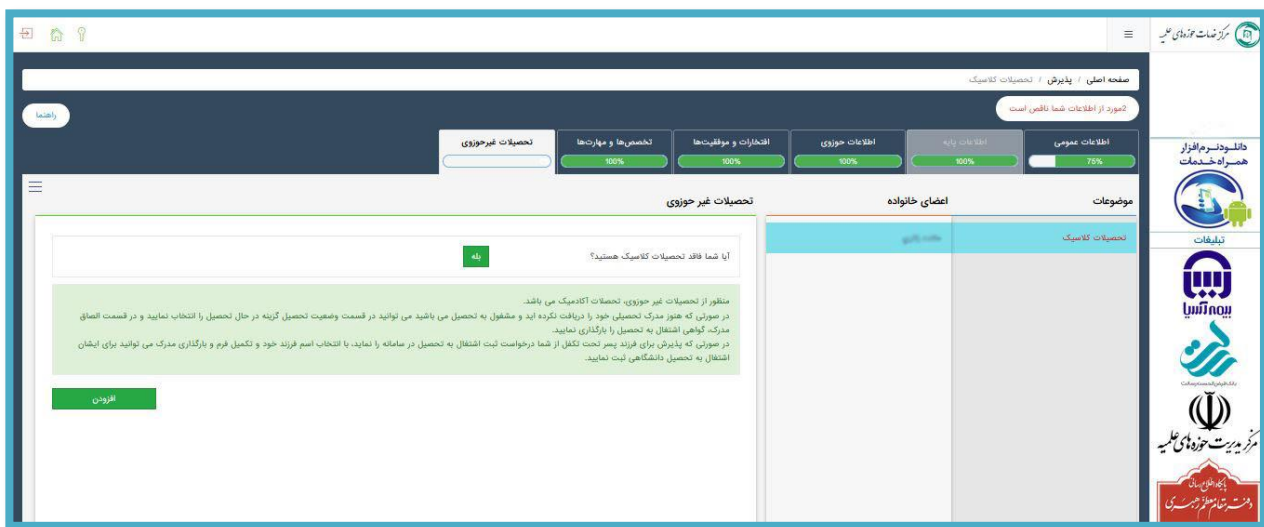 مرکز خدمات حوزه‌های علمیه
صفحه اصلی / پذیرش / تحصیلات کلاسیک
2مورد از اطلاعات شما ناقص است
راهنما
اطلاعات عمومی
75%
اطلاعات پایه
100%
اطلاعات حوزوی
100%
افتخارات و موفقیت‌ها
100%
تخصص‌ها و مهارت‌ها
100%
تحصیلات غیرحوزوی
موضوعات
تحصیلات کلاسیک
اعضای خانواده
تحصیلات غیر حوزوی
آیا شما فاقد تحصیلات کلاسیک هستید؟
بله
منظور از تحصیلات غیر حوزوی، تحصلات آکادمیک می باشد.
در صورتی که هنوز مدرک تحصیلی خود را دریافت نکرده اید و مشغول به تحصیل می باشید می توانید در قسمت وضعیت تحصیل گزینه در حال تحصیل را انتخاب نمایید و در قسمت الصاق
مدرک، گواهی اشتغال به تحصیل را بارگذاری نمایید.
در صورتی که پذیرش برای فرزند پسر تحت تکفل از شما درخواست ثبت اشتغال به تحصیل در سامانه را نماید، با انتخاب اسم فرزند خود و تکمیل فرم و بارگذاری مدرک می توانید برای ایشان
اشتغال به تحصیل دانشگاهی ثبت نمایید.
افزودن
دانلودنرم‌افزار
همراه‌خدمات
تبلیغات
بیمه آسیا
مرکز مدیریت حوزه‌های علمیه
پایگاه اطلاع رسانی
دفتر مقام معظم رهبری